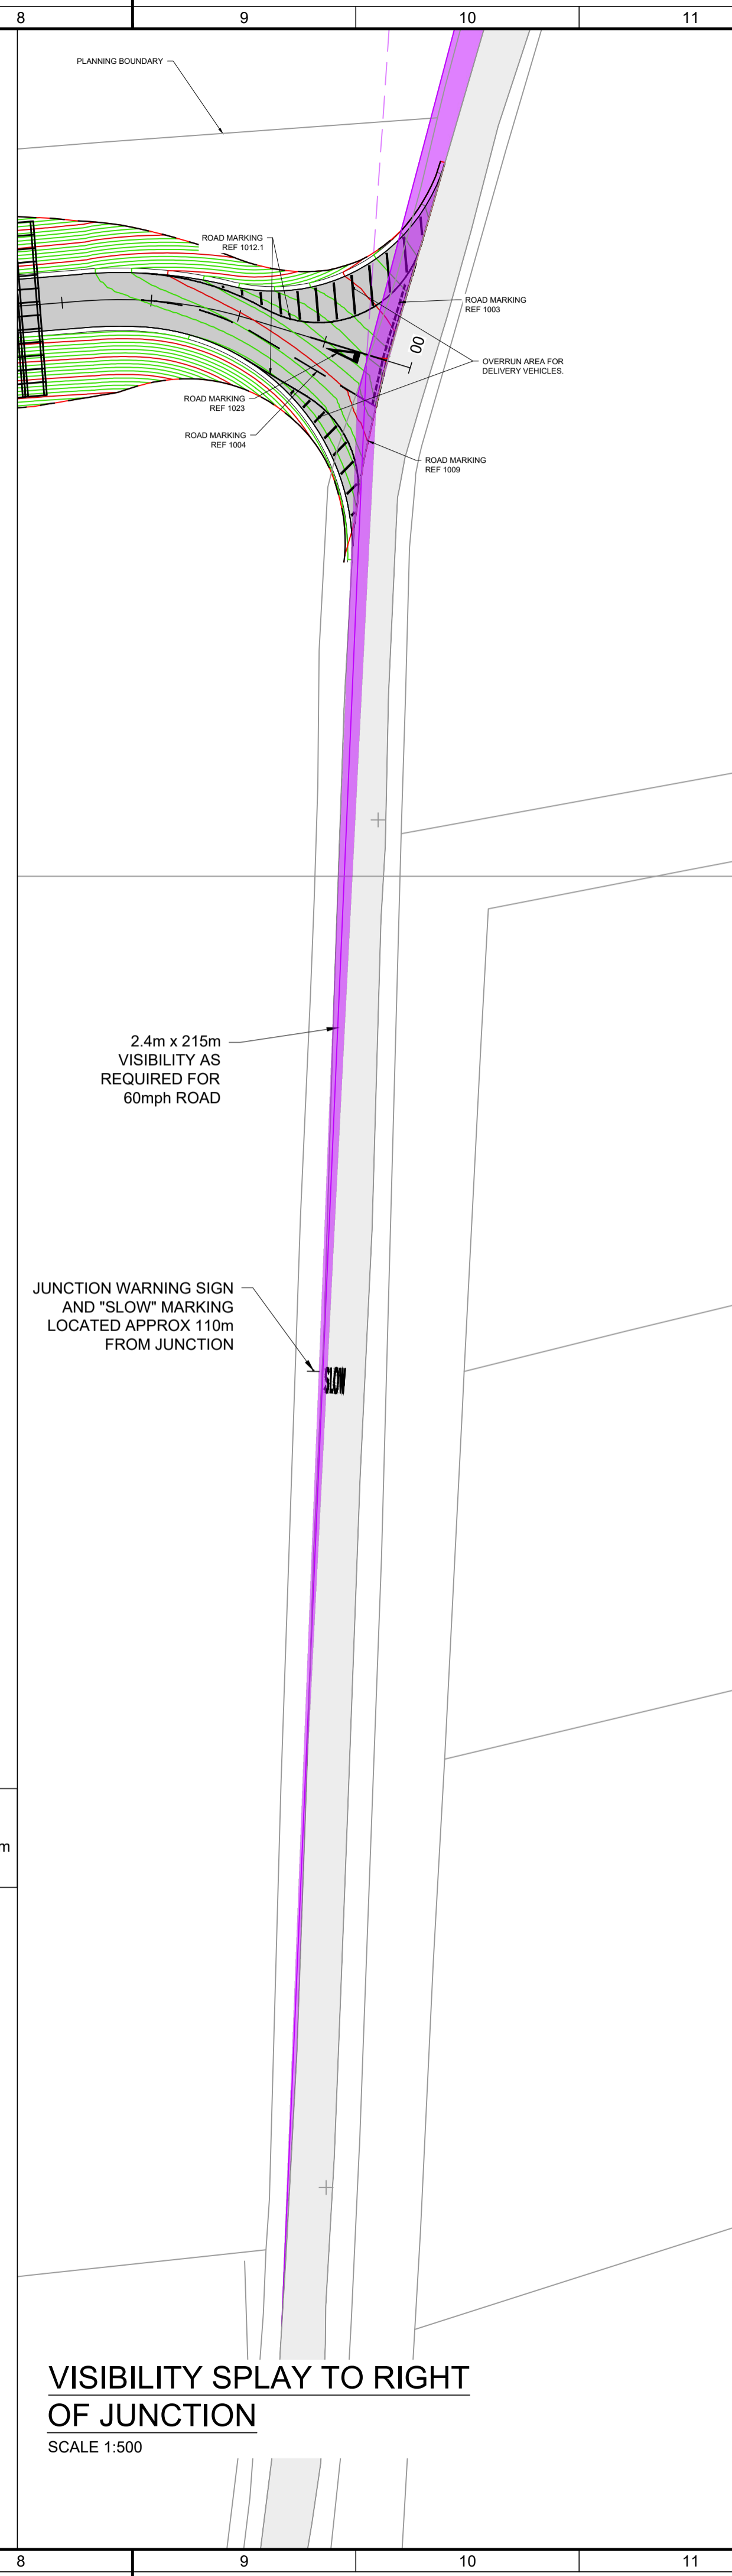 8 9 10 11
PLANNING BOUNDARY
ROAD MARKING
REF 1012.1
ROAD MARKING
REF 1003
00
OVERRUN AREA FOR
DELIVERY VEHICLES.
ROAD MARKING
REF 1023
ROAD MARKING
REF 1004
ROAD MARKING
REF 1009
2.4m x 215m
VISIBILITY AS
REQUIRED FOR
60mph ROAD
JUNCTION WARNING SIGN
AND "SLOW" MARKING
LOCATED APPROX 110m
FROM JUNCTION
SLOW
m
VISIBILITY SPLAY TO RIGHT
OF JUNCTION
SCALE 1:500
8 9 10 11